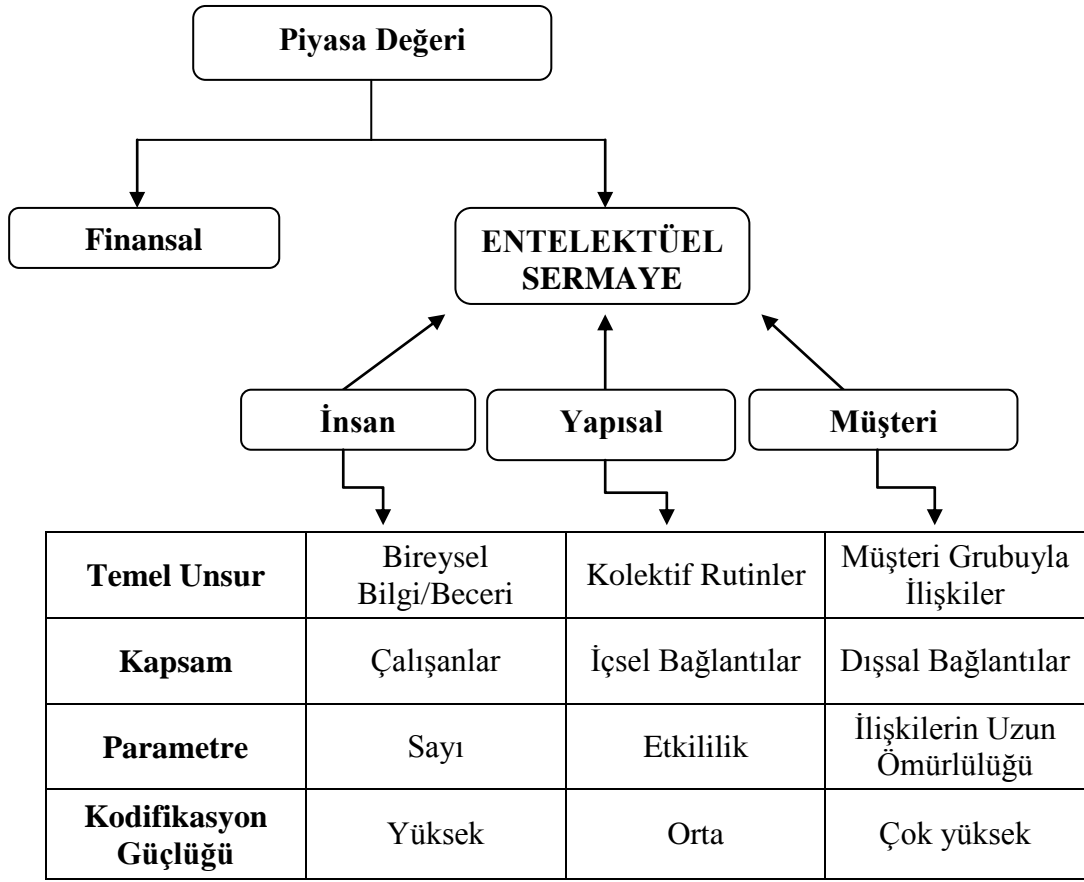 Piyasa Değeri
Finansal
ENTELEKTÜEL
SERMAYE
İnsan
Yapısal
Müşteri
Temel Unsur
Bireysel
Bilgi/Beceri
Kolektif Rutinler
Müşteri Grubuyla
İlişkiler
Kapsam
Çalışanlar
İçsel Bağlantılar
Dışsal Bağlantılar
Parametre
Sayı
Etkililik
İlişkilerin Uzun
Ömürlülüğü
Kodifikasyon
Güçlüğü
Yüksek
Orta
Çok yüksek